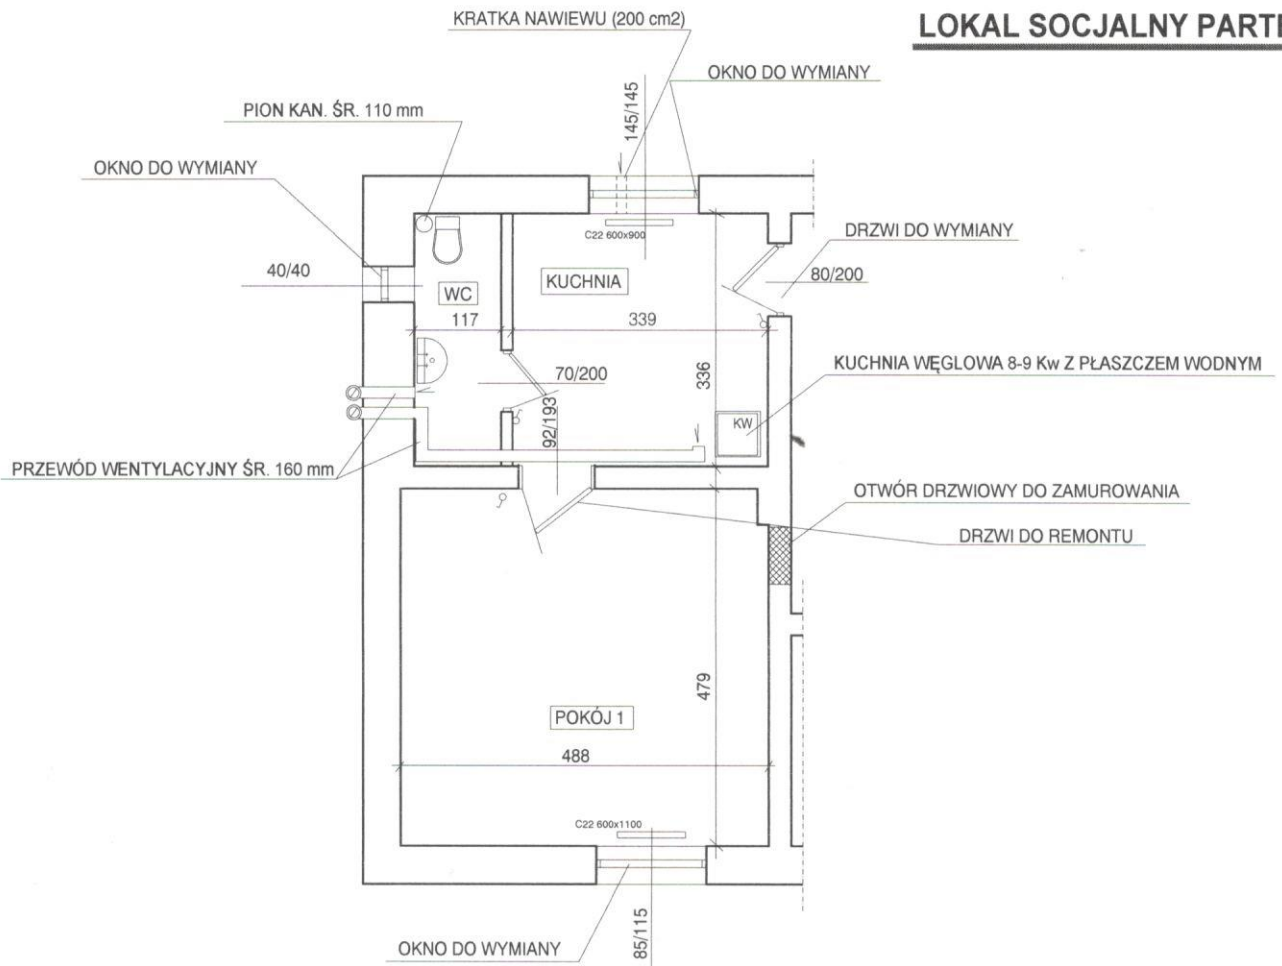 LOKAL SOCJALNY PARTE
KRATKA NAWIEWU (200 cm2)
OKNO DO WYMIANY
145/145
PION KAN. ŚR. 110 mm
OKNO DO WYMIANY
C22 600x900
DRZWI DO WYMIANY
40/40
WC
KUCHNIA
80/200
117
339
336
KUCHNIA WĘGLOWA 8-9 Kw Z PŁASZCZEM WODNYM
70/200
92/193
KW
PRZEWÓD WENTYLACYJNY ŚR. 160 mm
OTWÓR DRZWIOWY DO ZAMUROWANIA
DRZWI DO REMONTU
479
POKÓJ 1
488
C22 600x1100
85/115
OKNO DO WYMIANY